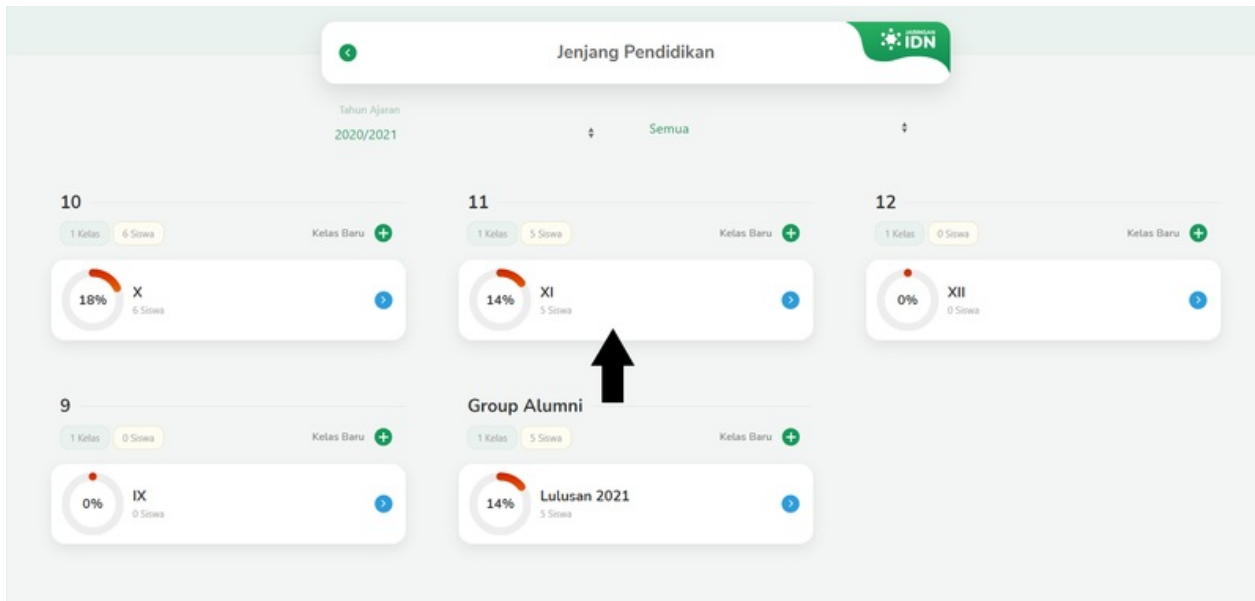 Jenjang Pendidikan
JARINGAN
IDN
Tahun Ajaran
2020/2021
Semua
10
1 Kelas 6 Siswa Kelas Baru
18% X
6 Siswa
11
1 Kelas 5 Siswa Kelas Baru
14% XI
5 Siswa
12
1 Kelas 0 Siswa Kelas Baru
0% XII
0 Siswa
9
1 Kelas 0 Siswa Kelas Baru
0% IX
0 Siswa
Group Alumni
1 Kelas 5 Siswa Kelas Baru
14% Lulusan 2021
5 Siswa